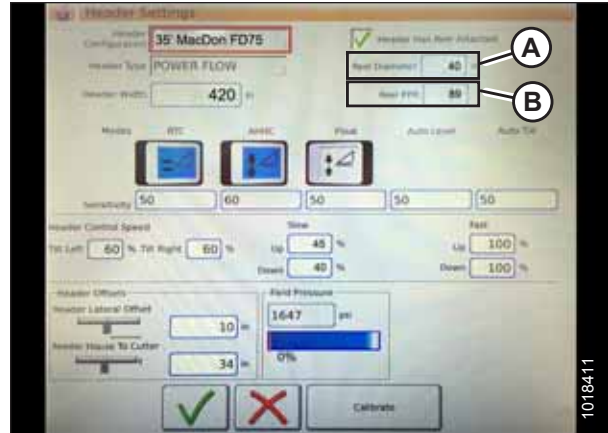 Header Settings
Header Configuration 35' MacDon FD75
Header Has Reel Attached
A
Header Type POWER FLOW
Reel Diameter 40 in
Header Width 420 in
Reel PPR 89
B
Modes RTC AHHC Float Auto Level Auto Tilt
Sensitivity 50 60 50 50 50
Header Control Speed
Slow Fast
Tilt Left 60 % Tilt Right 60 % Up 45 % Up 100 %
Down 40 % Down 100 %
Header Offsets
Field Pressure
Header Lateral Offset
10 in
1647 psi
Feeder House To Cutter
34 in
0%
Calibrate
1018411